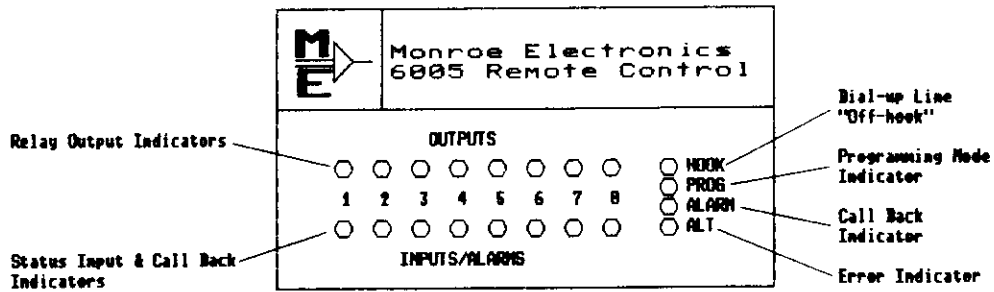 ME
Monroe Electronics
6005 Remote Control
Relay Output Indicators
OUTPUTS
1 2 3 4 5 6 7 8
INPUTS/ALARMS
Status Input & Call Back
Indicators
HOOK
PROG
ALARM
ALT
Dial-up Line
"Off-hook"
Programming Mode
Indicator
Call Back
Indicator
Error Indicator